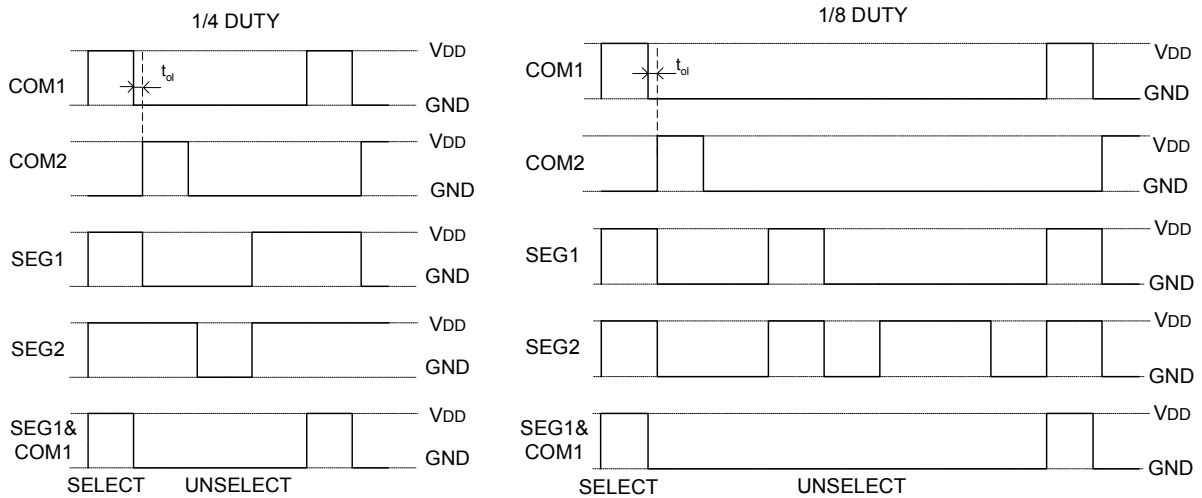 1/4 DUTY
COM1
tol
VDD
GND
COM2
VDD
GND
SEG1
VDD
GND
SEG2
VDD
GND
SEG1&
COM1
VDD
GND
SELECT UNSELECT
1/8 DUTY
COM1
tol
VDD
GND
COM2
VDD
GND
SEG1
VDD
GND
SEG2
VDD
GND
SEG1&
COM1
VDD
GND
SELECT UNSELECT